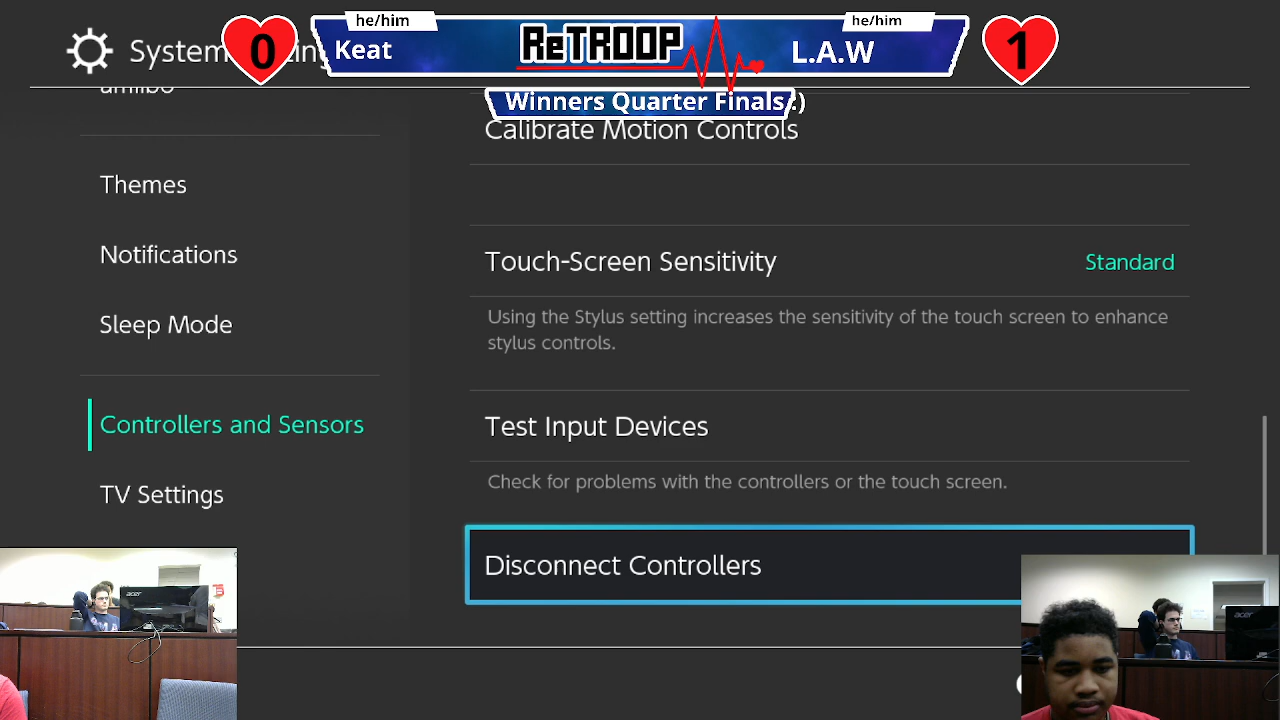 he/him
he/him
System
0
Keat
ReTROOP
L.A.W
1
Winners Quarter Finals :)
amiibo
Themes
Notifications
Sleep Mode
Controllers and Sensors
TV Settings
Calibrate Motion Controls
Touch-Screen Sensitivity Standard
Using the Stylus setting increases the sensitivity of the touch screen to enhance
stylus controls.
Test Input Devices
Check for problems with the controllers or the touch screen.
Disconnect Controllers
acer
acer